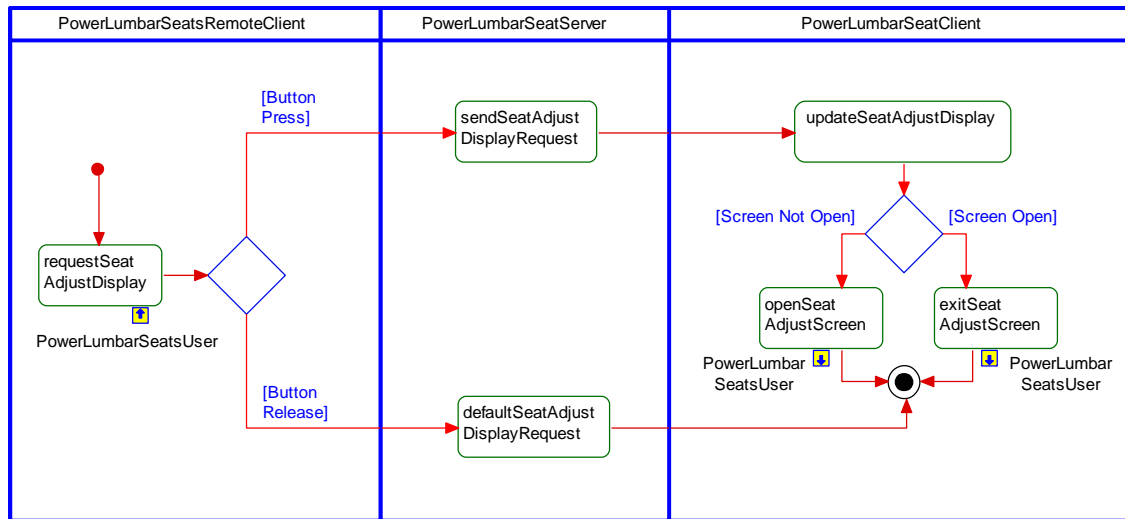 PowerLumbarSeatsRemoteClient
PowerLumbarSeatServer
PowerLumbarSeatClient
[Button
Press]
sendSeatAdjust
DisplayRequest
updateSeatAdjustDisplay
[Screen Not Open]
[Screen Open]
requestSeat
AdjustDisplay
PowerLumbarSeatsUser
openSeat
AdjustScreen
exitSeat
AdjustScreen
PowerLumbar
SeatsUser
PowerLumbar
SeatsUser
[Button
Release]
defaultSeatAdjust
DisplayRequest